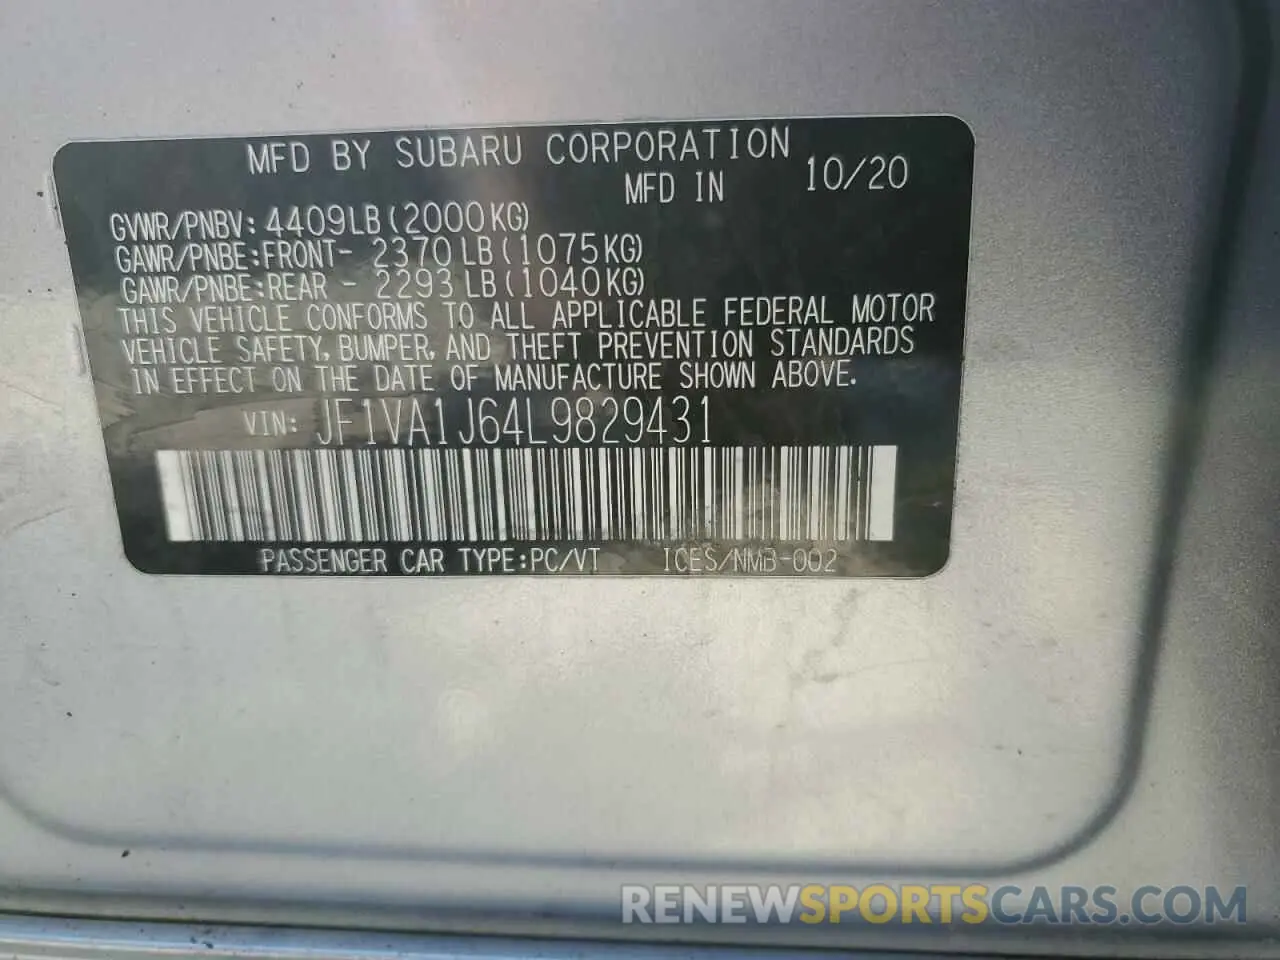 MFD BY SUBARU CORPORATION
MFD IN 10/20
GVWR/PNBV: 4409LB(2000KG)
GAWR/PNBE:FRONT- 2370LB(1075KG)
GAWR/PNBE:REAR - 2293LB(1040KG)
THIS VEHICLE CONFORMS TO ALL APPLICABLE FEDERAL MOTOR
VEHICLE SAFETY, BUMPER, AND THEFT PREVENTION STANDARDS
IN EFFECT ON THE DATE OF MANUFACTURE SHOWN ABOVE.
VIN: JF1VA1J64L9829431
PASSENGER CAR TYPE:PC/VT ICES/NMB-002
RENEWSPORTSCARS.COM